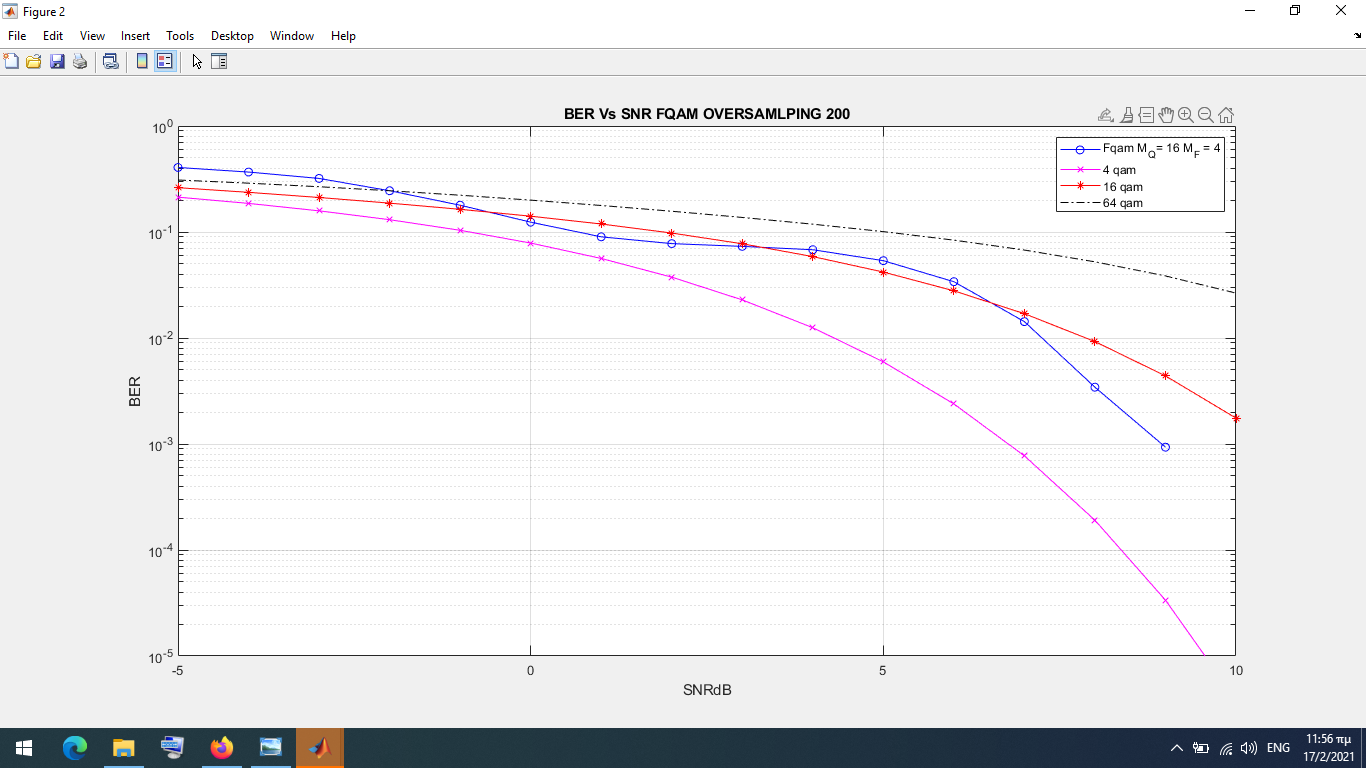 Figure 2
File Edit View Insert Tools Desktop Window Help
BER Vs SNR FQAM OVERSAMLPING 200
Fqam M_Q= 16 M_F = 4
4 qam
16 qam
64 qam
10^0
10^-1
10^-2
10^-3
10^-4
10^-5
BER
-5 0 5 10
SNRdB
ENG
11:56 πμ
17/2/2021